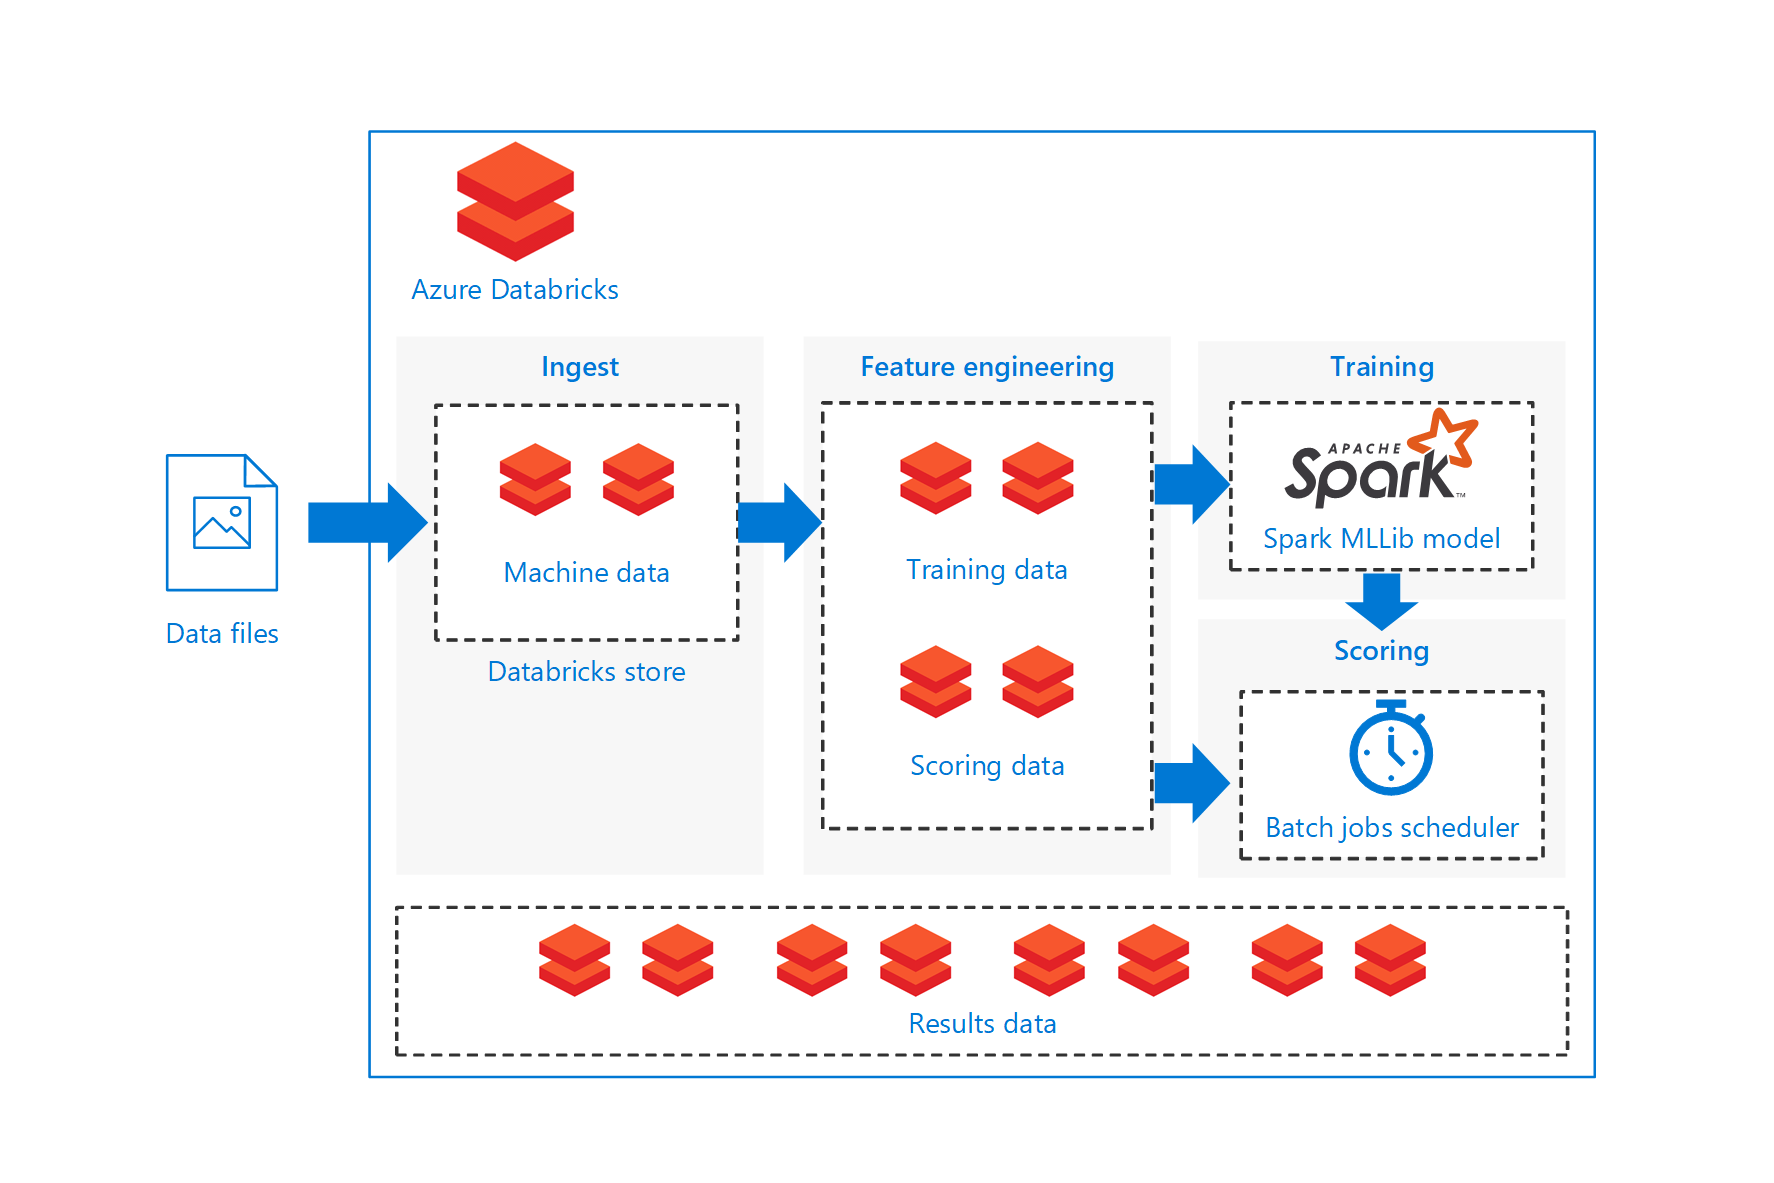 Azure Databricks
Ingest
Feature engineering
Training
APACHE
Spark™
Spark MLLib model
Machine data
Training data
Data files
Databricks store
Scoring
Scoring data
Batch jobs scheduler
Results data